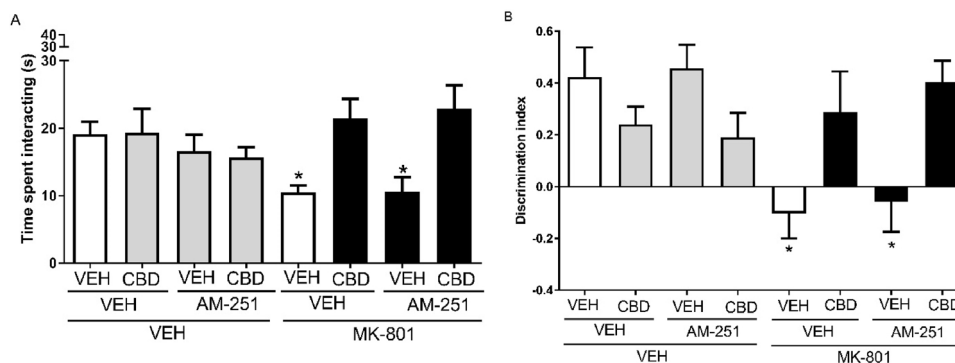 A
Time spent interacting (s)
40
30
20
10
0
*
*
VEH CBD VEH CBD VEH CBD VEH CBD
VEH AM-251 VEH AM-251
VEH MK-801
B
Discrimination index
0.6
0.4
0.2
0.0
-0.2
-0.4
*
*
VEH CBD VEH CBD VEH CBD VEH CBD
VEH AM-251 VEH AM-251
VEH MK-801